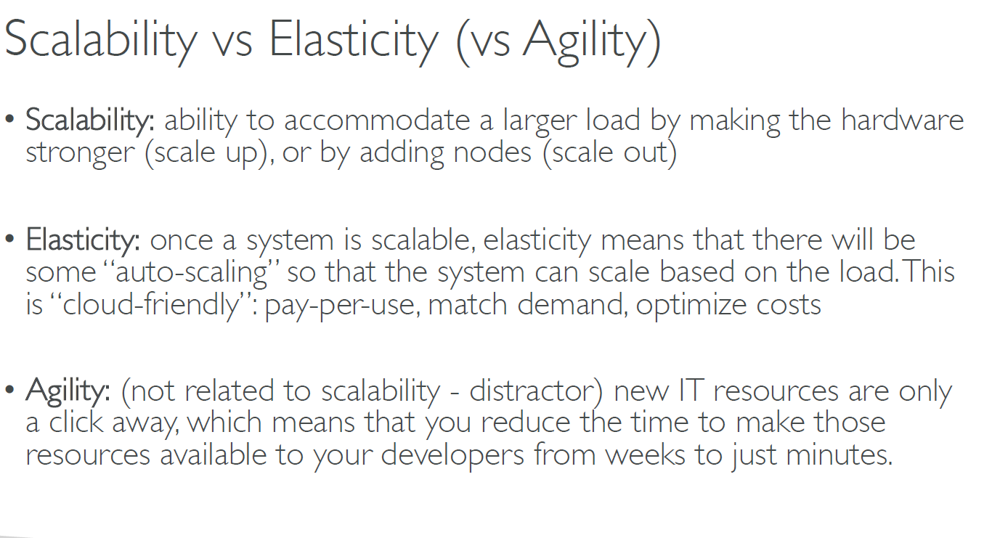 Scalability vs Elasticity (vs Agility)
• Scalability: ability to accommodate a larger load by making the hardware
stronger (scale up), or by adding nodes (scale out)
• Elasticity: once a system is scalable, elasticity means that there will be
some “auto-scaling” so that the system can scale based on the load. This
is “cloud-friendly”: pay-per-use, match demand, optimize costs
• Agility: (not related to scalability - distractor) new IT resources are only
a click away, which means that you reduce the time to make those
resources available to your developers from weeks to just minutes.